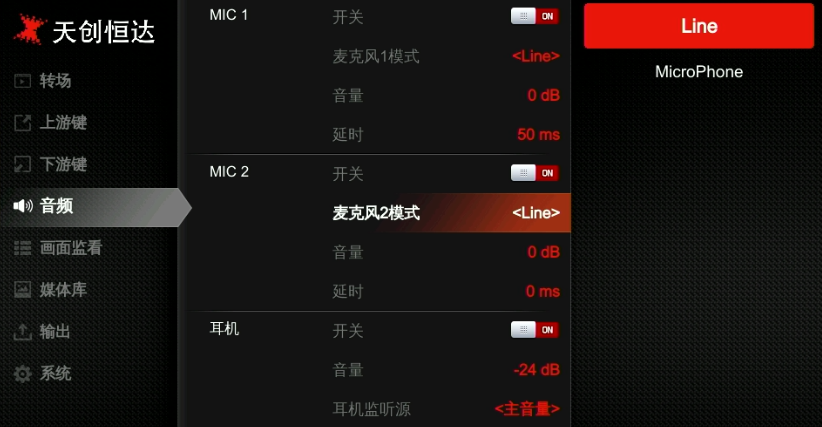 天创恒达
转场
上游键
下游键
音频
画面监看
媒体库
输出
系统
MIC 1
开关 ON
麦克风1模式 <Line>
音量 0 dB
延时 50 ms
MIC 2
开关 ON
麦克风2模式 <Line>
音量 0 dB
延时 0 ms
耳机
开关 ON
音量 -24 dB
耳机监听源 <主音量>
Line
MicroPhone